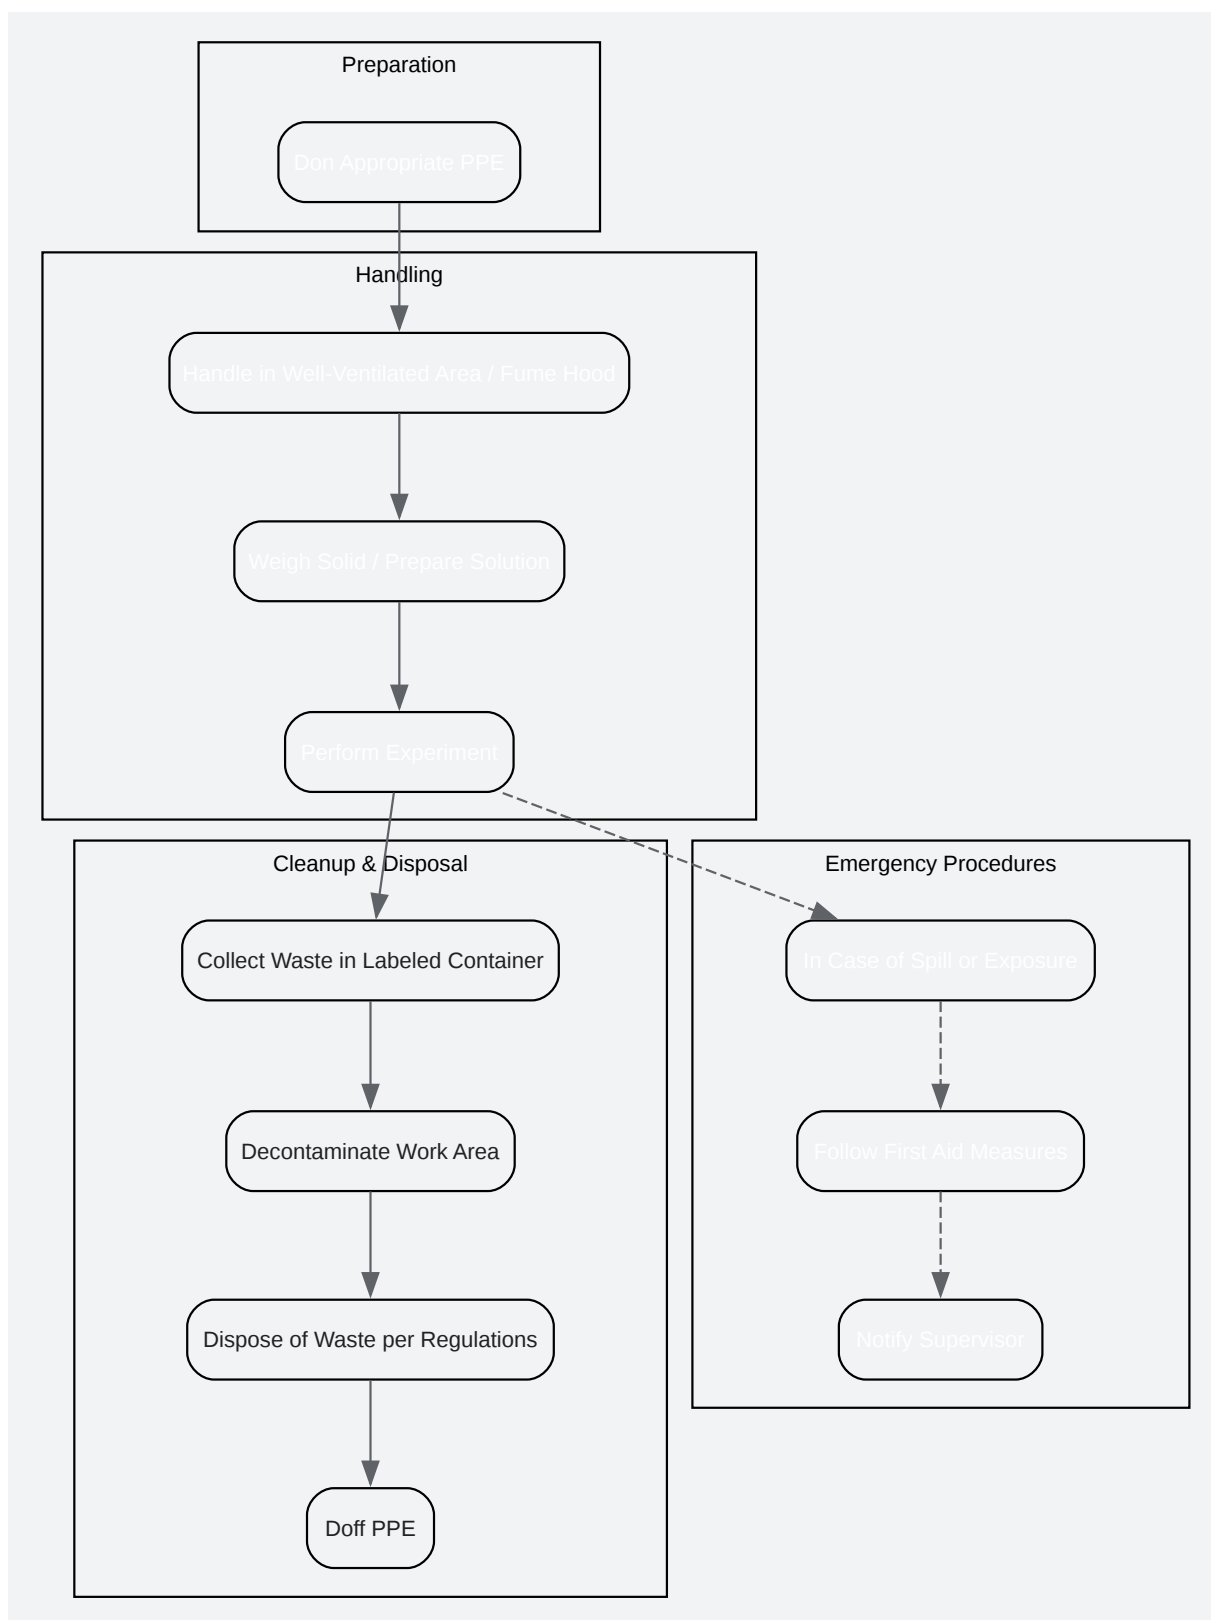 Preparation
Don Appropriate PPE
Handling
Handle in Well-Ventilated Area / Fume Hood
Weigh Solid / Prepare Solution
Perform Experiment
Cleanup & Disposal
Collect Waste in Labeled Container
Decontaminate Work Area
Dispose of Waste per Regulations
Doff PPE
Emergency Procedures
In Case of Spill or Exposure
Follow First Aid Measures
Notify Supervisor